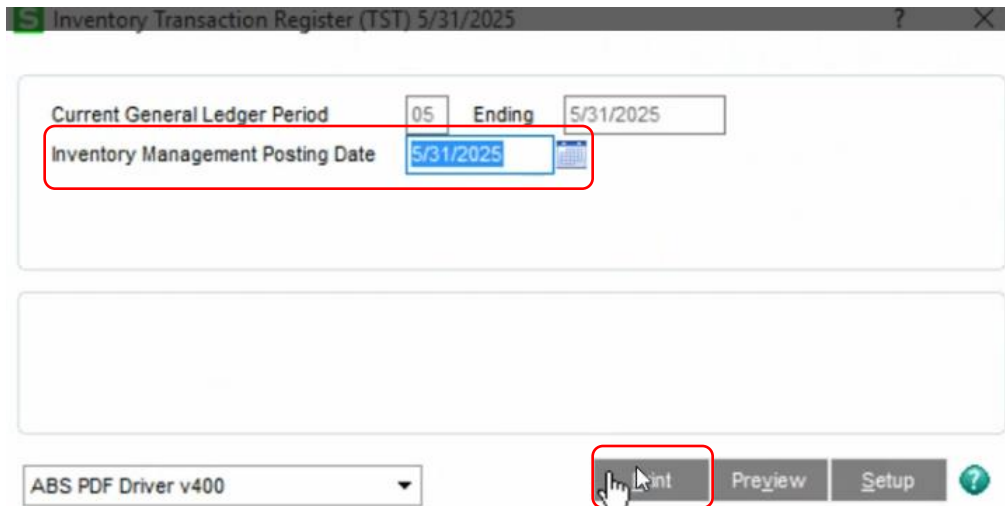 S Inventory Transaction Register (TST) 5/31/2025 ? X
Current General Ledger Period 05 Ending 5/31/2025
Inventory Management Posting Date 5/31/2025
ABS PDF Driver v400 Preview Setup ?